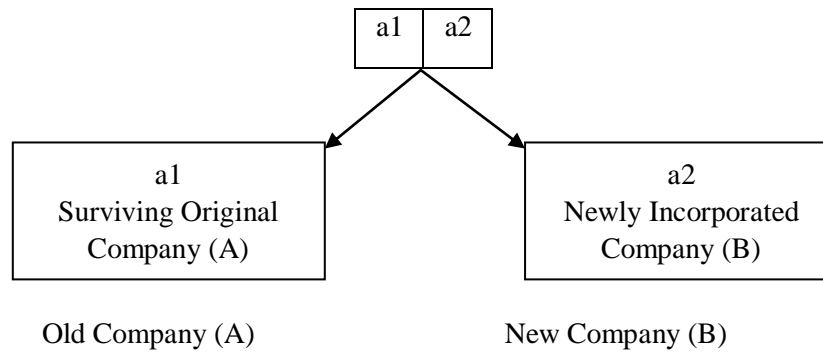 a1 a2
a1
Surviving Original
Company (A)
a2
Newly Incorporated
Company (B)
Old Company (A)
New Company (B)